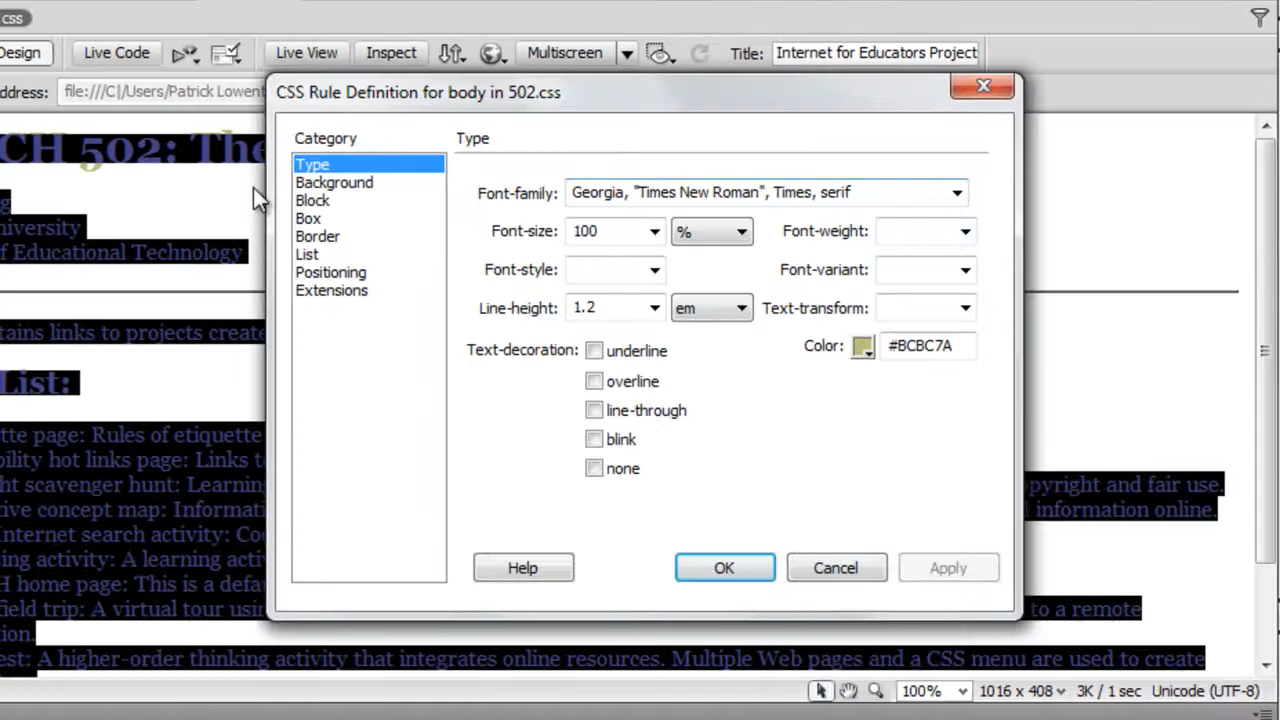 css
Design Live Code Live View Inspect Multiscreen Title: Internet for Educators Project
ddress: file:///C|/Users/Patrick Lowent
CSS Rule Definition for body in 502.css
Category Type
Type
Background
Block
Box
Border
List
Positioning
Extensions
Font-family: Georgia, "Times New Roman", Times, serif
Font-size: 100 % Font-weight:
Font-style: Font-variant:
Line-height: 1.2 em Text-transform:
Text-decoration: underline Color: #BCBC7A
overline
line-through
blink
none
Help OK Cancel Apply
CH 502: The
g
niversity
of Educational Technology
tains links to projects create
List:
tte page: Rules of etiquette
bility hot links page: Links t
ht scavenger hunt: Learning pyright and fair use.
tive concept map: Informati information online.
Internet search activity: Co
ing activity: A learning acti
H home page: This is a defa
field trip: A virtual tour usin to a remote
ion.
est: A higher-order thinking activity that integrates online resources. Multiple Web pages and a CSS menu are used to create
100% 1016 x 408 3K / 1 sec Unicode (UTF-8)